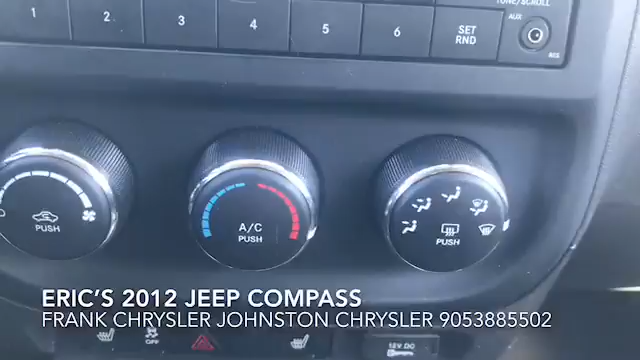 TUNE/SCROLL
1 2 3 4 5 6 SET RND AUX
PUSH
A/C
PUSH
PUSH
ERIC'S 2012 JEEP COMPASS
FRANK CHRYSLER JOHNSTON CHRYSLER 9053885502
OFF
12V DC